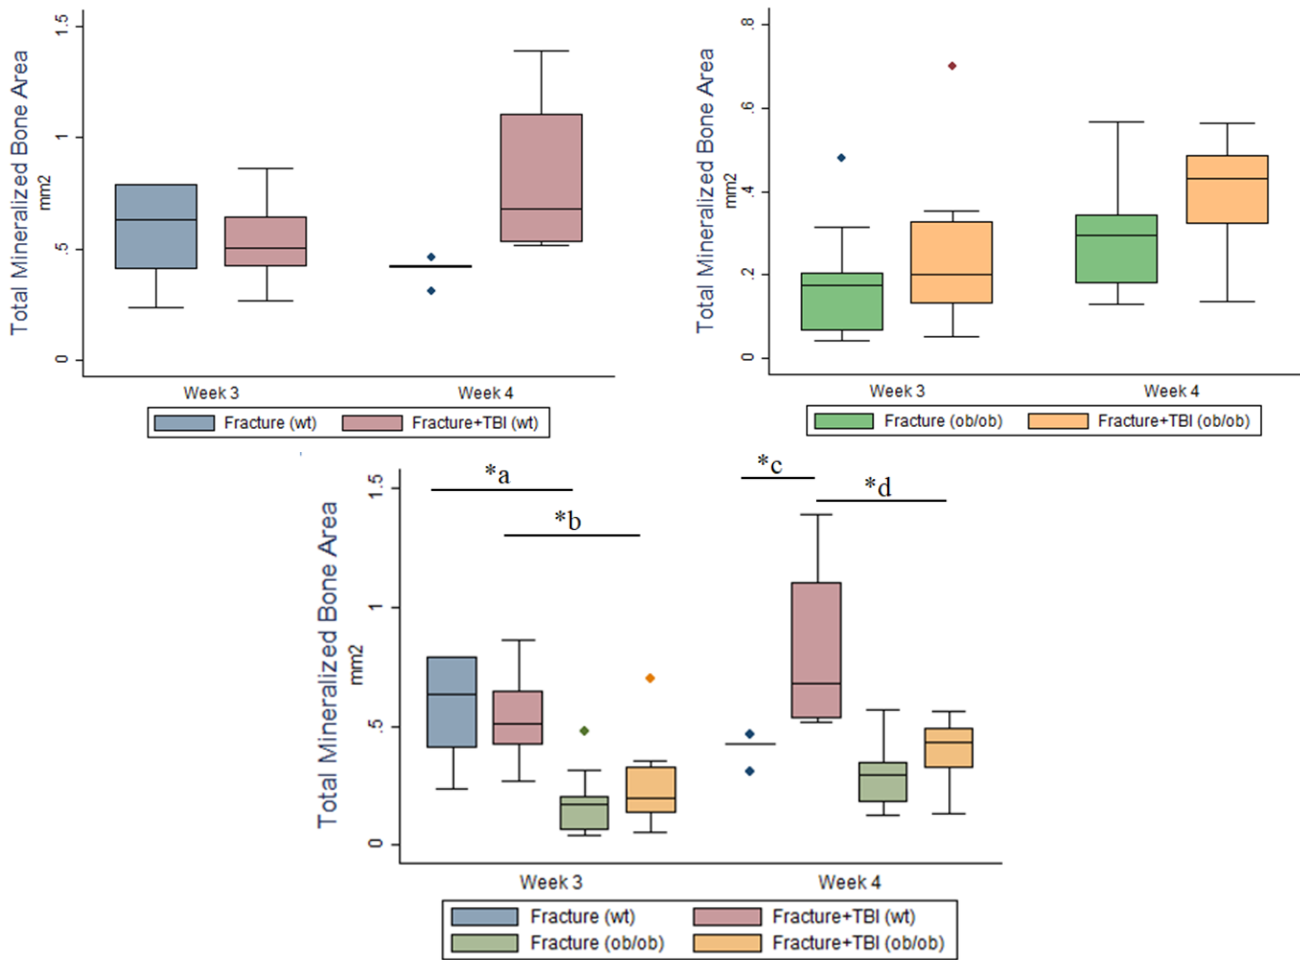 Total Mineralized Bone Area
mm2
1.5
1
.5
0
Week 3 Week 4
Fracture (wt) Fracture+TBI (wt)
Total Mineralized Bone Area
mm2
.8
.6
.4
.2
0
Week 3 Week 4
Fracture (ob/ob) Fracture+TBI (ob/ob)
Total Mineralized Bone Area
mm2
1.5
1
.5
0
*a
*b
*c
*d
Week 3 Week 4
Fracture (wt) Fracture+TBI (wt)
Fracture (ob/ob) Fracture+TBI (ob/ob)